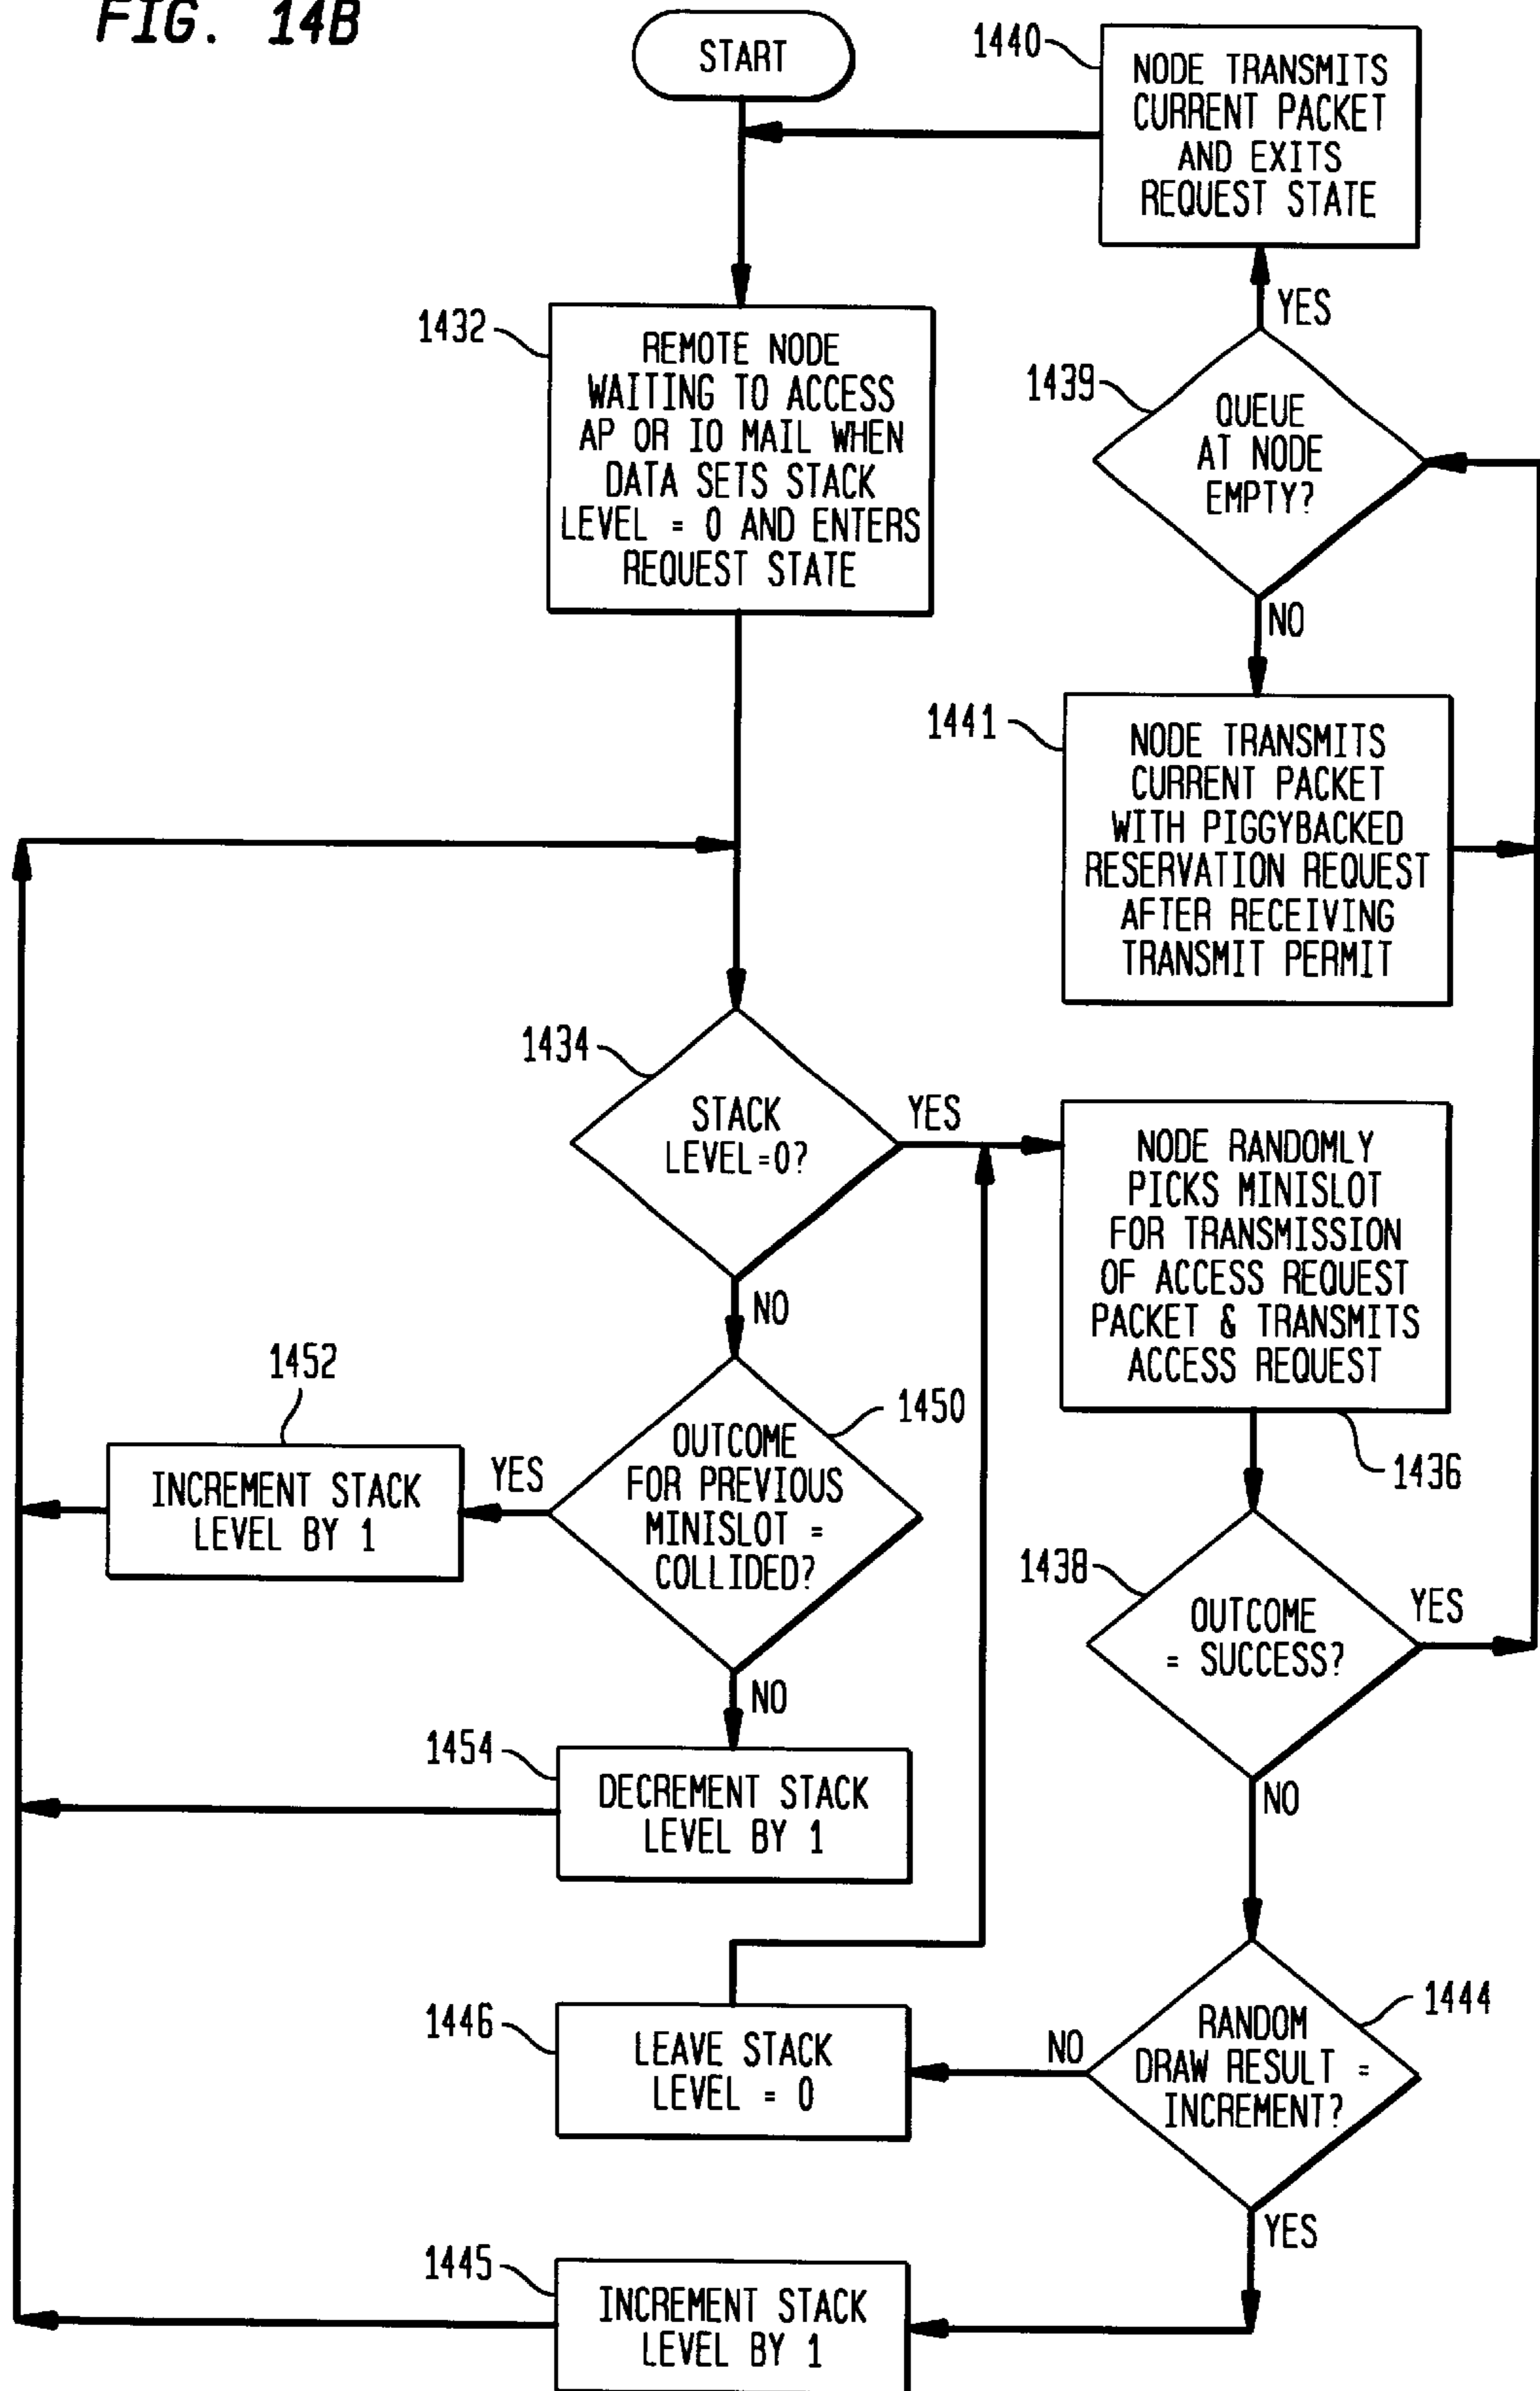 FIG. 14B
START
1440
NODE TRANSMITS
CURRENT PACKET
AND EXITS
REQUEST STATE
1432
REMOTE NODE
WAITING TO ACCESS
AP OR IO MAIL WHEN
DATA SETS STACK
LEVEL = 0 AND ENTERS
REQUEST STATE
YES
1439
QUEUE
AT NODE
EMPTY?
NO
1441
NODE TRANSMITS
CURRENT PACKET
WITH PIGGYBACKED
RESERVATION REQUEST
AFTER RECEIVING
TRANSMIT PERMIT
1434
STACK
LEVEL=0?
YES
NO
NODE RANDOMLY
PICKS MINISLOT
FOR TRANSMISSION
OF ACCESS REQUEST
PACKET & TRANSMITS
ACCESS REQUEST
1436
1452
INCREMENT STACK
LEVEL BY 1
YES
1450
OUTCOME
FOR PREVIOUS
MINISLOT =
COLLIDED?
NO
1438
OUTCOME
= SUCCESS?
YES
NO
1454
DECREMENT STACK
LEVEL BY 1
1446
LEAVE STACK
LEVEL = 0
NO
1444
RANDOM
DRAW RESULT =
INCREMENT?
YES
1445
INCREMENT STACK
LEVEL BY 1